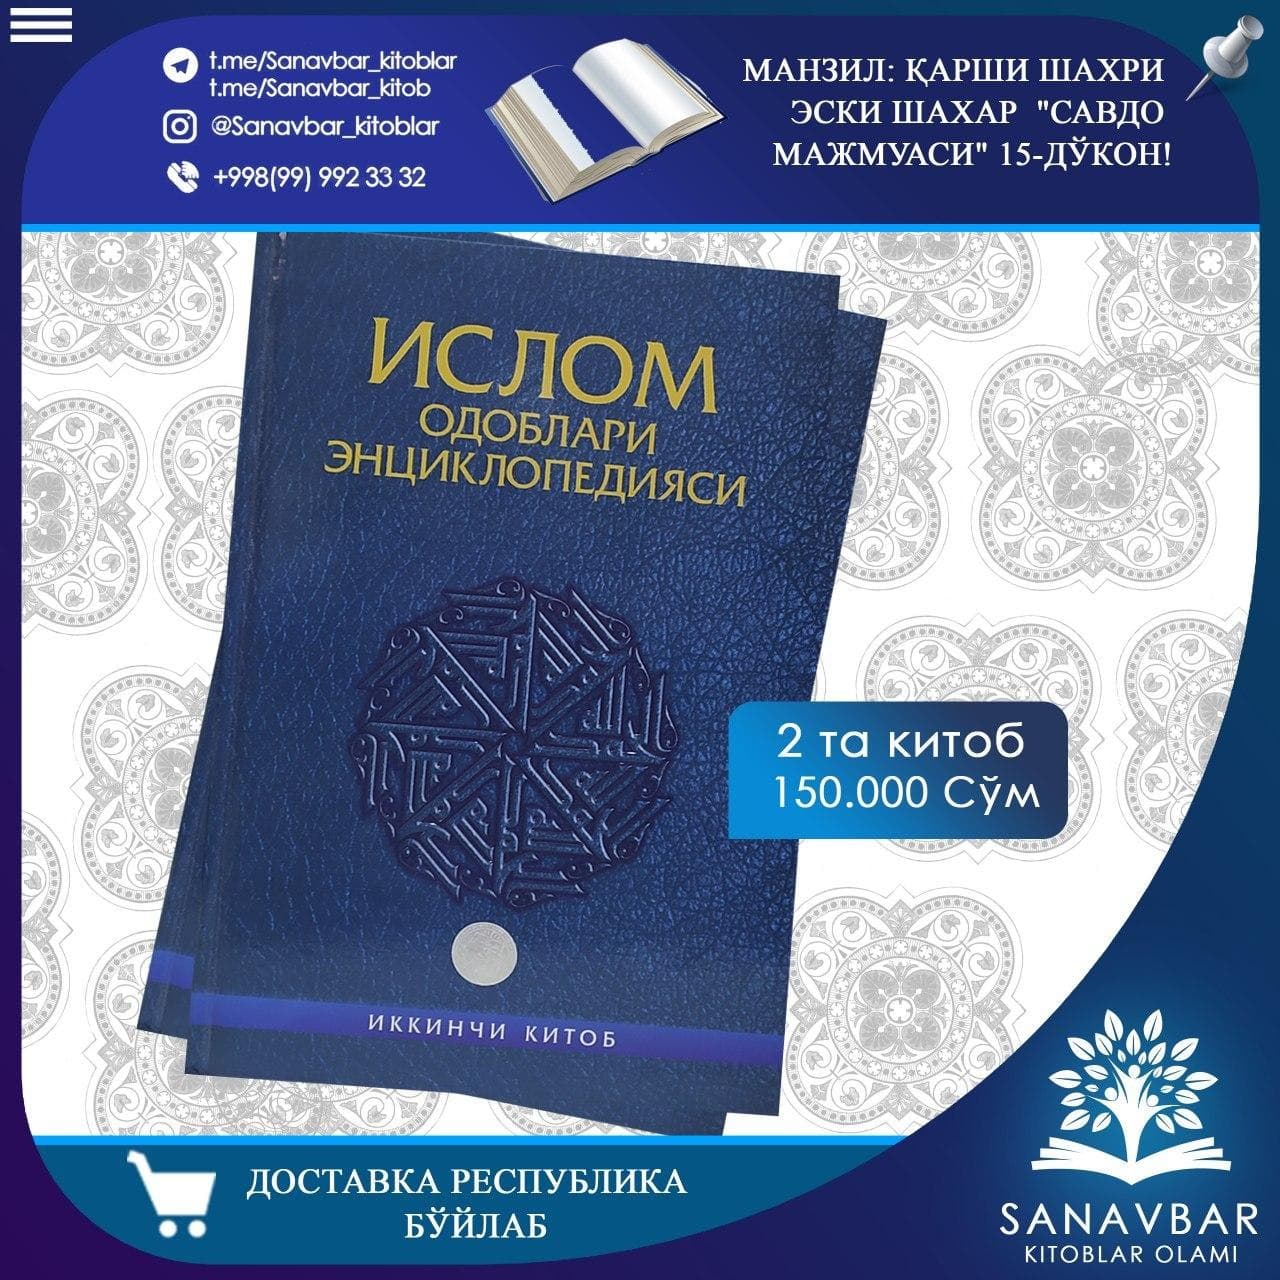 t.me/Sanavbar_kitoblar
t.me/Sanavbar_kitob
@Sanavbar_kitoblar
+998(99) 992 33 32
МАНЗИЛ: ҚАРШИ ШАХРИ
ЭСКИ ШАХАР "САВДО
МАЖМУАСИ" 15-ДЎКОН!
ИСЛОМ
ОДОБЛАРИ
ЭНЦИКЛОПЕДИЯСИ
2 та китоб
150.000 Сўм
ИККИНЧИ КИТОБ
ДОСТАВКА РЕСПУБЛИКА
БЎЙЛАБ
SANAVBAR
KITOBLAR OLAMI